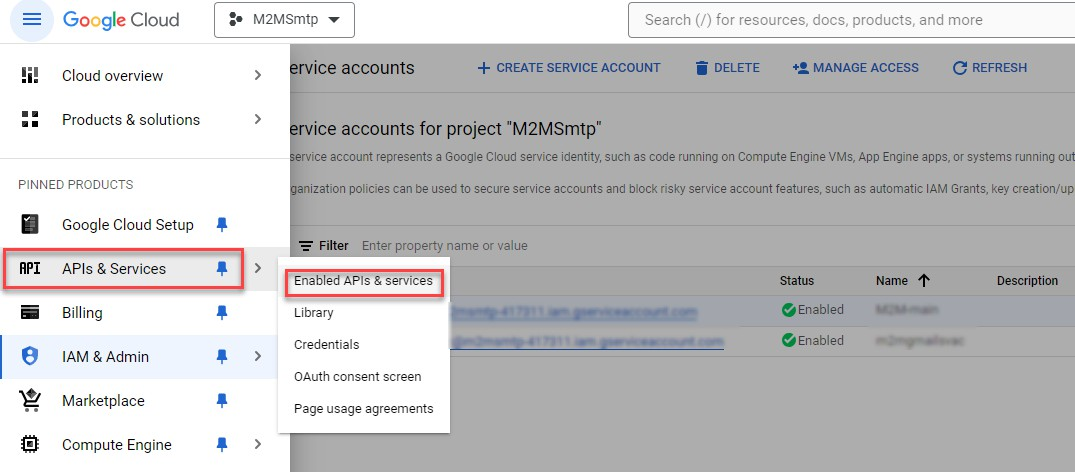 Google Cloud
M2MSmtp
Search (/) for resources, docs, products, and more
Cloud overview
Products & solutions
PINNED PRODUCTS
Google Cloud Setup
API APIs & Services
Billing
IAM & Admin
Marketplace
Compute Engine
Enabled APIs & services
Library
Credentials
OAuth consent screen
Page usage agreements
ervice accounts
CREATE SERVICE ACCOUNT
DELETE
MANAGE ACCESS
REFRESH
ervice accounts for project "M2MSmtp"
service account represents a Google Cloud service identity, such as code running on Compute Engine VMs, App Engine apps, or systems running out
ganization policies can be used to secure service accounts and block risky service account features, such as automatic IAM Grants, key creation/up
Filter Enter property name or value
Status Name Description
2msmtp-417311.iam.gserviceaccount.com Enabled M2M-main
@m2msmtp-417311.iam.gserviceaccount.com Enabled